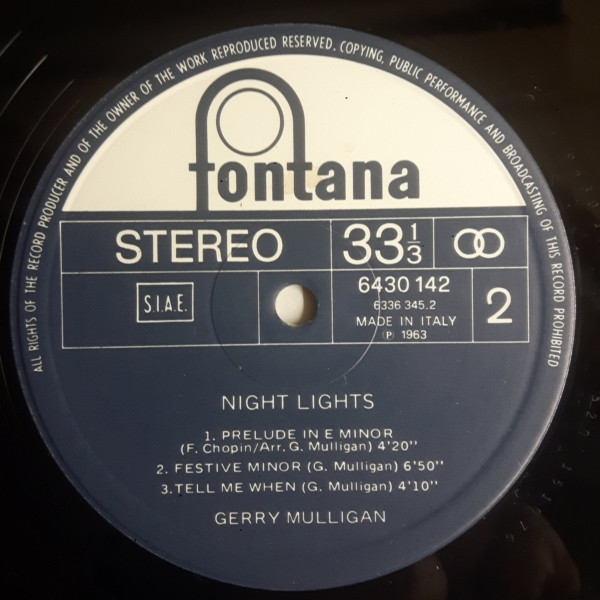 ALL RIGHTS OF THE RECORD PRODUCER AND OF THE OWNER OF THE WORK REPRODUCED RESERVED. COPYING, PUBLIC PERFORMANCE AND BROADCASTING OF THIS RECORD PROHIBITED
fontana
STEREO 33 1/3
S.I.A.E.
6430 142
6336 345.2
MADE IN ITALY
Ⓟ 1963
2
NIGHT LIGHTS
1. PRELUDE IN E MINOR
(F. Chopin/Arr. G. Mulligan) 4'20''
2. FESTIVE MINOR (G. Mulligan) 6'50''
3. TELL ME WHEN (G. Mulligan) 4'10''
GERRY MULLIGAN